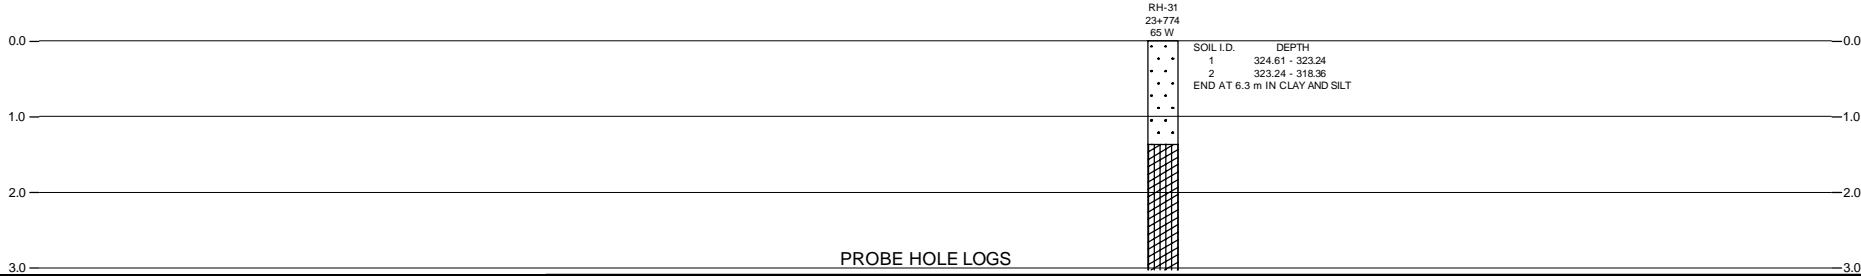 RH-31
23+774
65 W
0.0
0.0
SOIL I.D. DEPTH
1 324.61 - 323.24
2 323.24 - 318.36
END AT 6.3 m IN CLAY AND SILT
1.0
1.0
2.0
2.0
PROBE HOLE LOGS
3.0
3.0